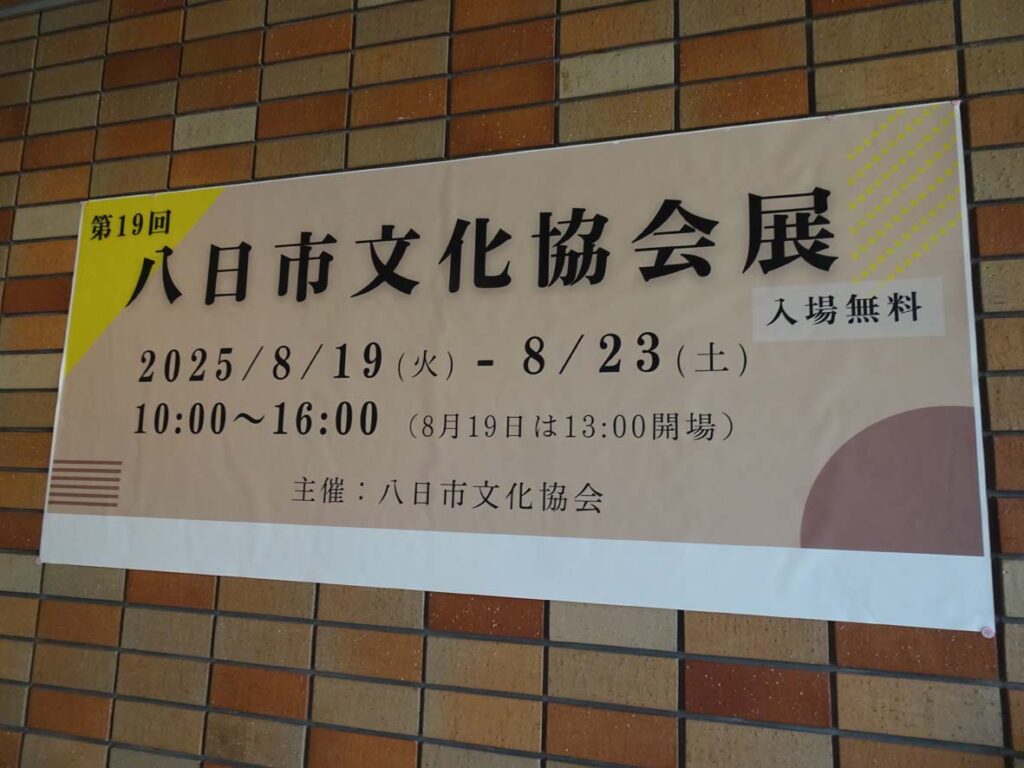 第19回
八日市文化協会展
入場無料
2025/8/19(火) - 8/23(土)
10:00～16:00 (8月19日は13:00開場)
主催：八日市文化協会